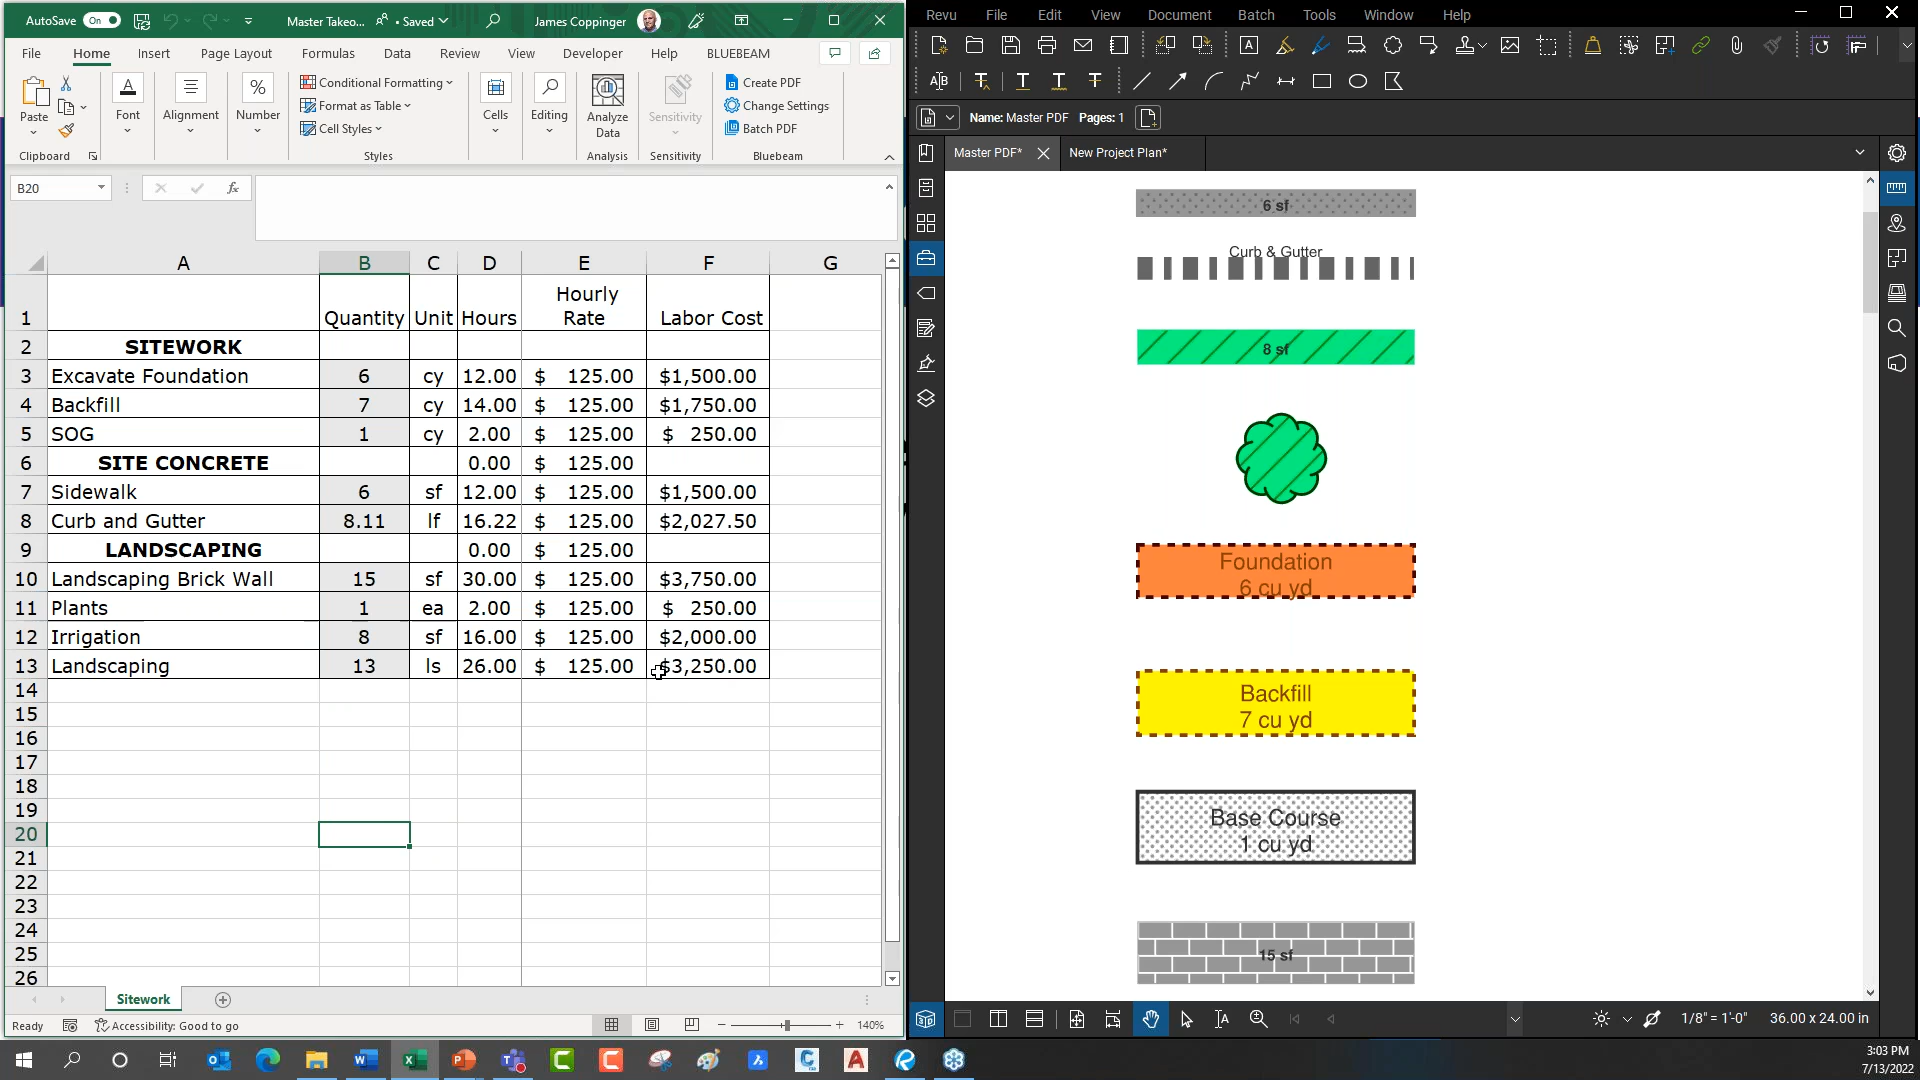 AutoSave On Master Takeo... • Saved James Coppinger
File Home Insert Page Layout Formulas Data Review View Developer Help BLUEBEAM
Paste
Clipboard
Font
Alignment
%
Number
Conditional Formatting
Format as Table
Cell Styles
Styles
Cells
Editing
Analyze
Data
Analysis
Sensitivity
Sensitivity
Create PDF
Change Settings
Batch PDF
Bluebeam
B20 fx
A B C D E F G
1 Quantity Unit Hours Hourly Rate Labor Cost
2 SITEWORK
3 Excavate Foundation 6 cy 12.00 $ 125.00 $1,500.00
4 Backfill 7 cy 14.00 $ 125.00 $1,750.00
5 SOG 1 cy 2.00 $ 125.00 $ 250.00
6 SITE CONCRETE 0.00 $ 125.00
7 Sidewalk 6 sf 12.00 $ 125.00 $1,500.00
8 Curb and Gutter 8.11 lf 16.22 $ 125.00 $2,027.50
9 LANDSCAPING 0.00 $ 125.00
10 Landscaping Brick Wall 15 sf 30.00 $ 125.00 $3,750.00
11 Plants 1 ea 2.00 $ 125.00 $ 250.00
12 Irrigation 8 sf 16.00 $ 125.00 $2,000.00
13 Landscaping 13 ls 26.00 $ 125.00 $3,250.00
14
15
16
17
18
19
20
21
22
23
24
25
26
Sitework
Ready Accessibility: Good to go 140%
Revu File Edit View Document Batch Tools Window Help
Name: Master PDF Pages: 1
Master PDF* New Project Plan*
6 sf
Curb & Gutter
8 sf
Foundation
6 cu yd
Backfill
7 cu yd
Base Course
1 cu yd
15 sf
1/8" = 1'-0" 36.00 x 24.00 in
3:03 PM
7/13/2022